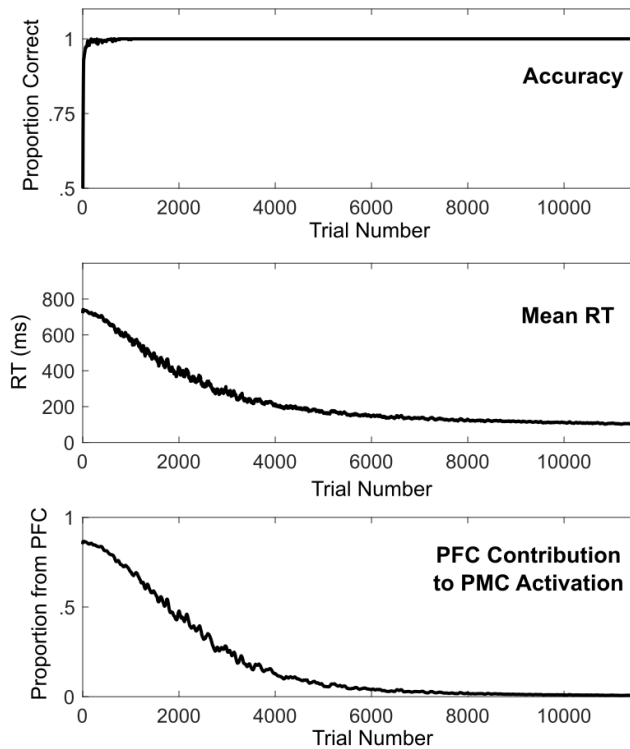 1
.75
.5
Proportion Correct
Accuracy
0 2000 4000 6000 8000 10000
Trial Number
800
600
400
200
0
RT (ms)
Mean RT
0 2000 4000 6000 8000 10000
Trial Number
1
.5
0
Proportion from PFC
PFC Contribution
to PMC Activation
0 2000 4000 6000 8000 10000
Trial Number